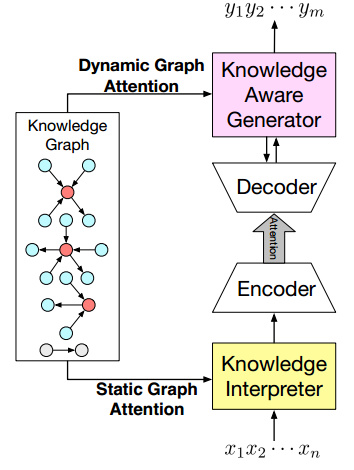 y₁y₂ ⋯ yₘ
Dynamic Graph
Attention
Knowledge
Aware
Generator
Knowledge
Graph
Decoder
Attention
Encoder
Static Graph
Attention
Knowledge
Interpreter
x₁x₂ ⋯ xₙ